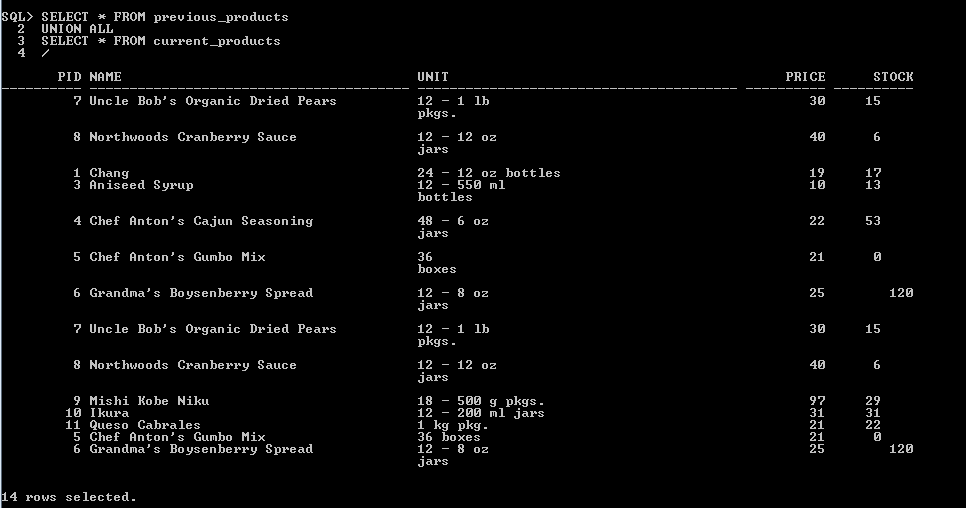 SQL> SELECT * FROM previous_products
2 UNION ALL
3 SELECT * FROM current_products
4 /
PID NAME UNIT PRICE STOCK
7 Uncle Bob's Organic Dried Pears 12 - 1 lb 30 15
pkgs.
8 Northwoods Cranberry Sauce 12 - 12 oz 40 6
jars
1 Chang 24 - 12 oz bottles 19 17
3 Aniseed Syrup 12 - 550 ml 10 13
bottles
4 Chef Anton's Cajun Seasoning 48 - 6 oz 22 53
jars
5 Chef Anton's Gumbo Mix 36 21 0
boxes
6 Grandma's Boysenberry Spread 12 - 8 oz 25 120
jars
7 Uncle Bob's Organic Dried Pears 12 - 1 lb 30 15
pkgs.
8 Northwoods Cranberry Sauce 12 - 12 oz 40 6
jars
9 Mishi Kobe Niku 18 - 500 g pkgs. 97 29
10 Ikura 12 - 200 ml jars 31 31
11 Queso Cabrales 1 kg pkg. 21 22
5 Chef Anton's Gumbo Mix 36 boxes 21 0
6 Grandma's Boysenberry Spread 12 - 8 oz 25 120
jars
14 rows selected.